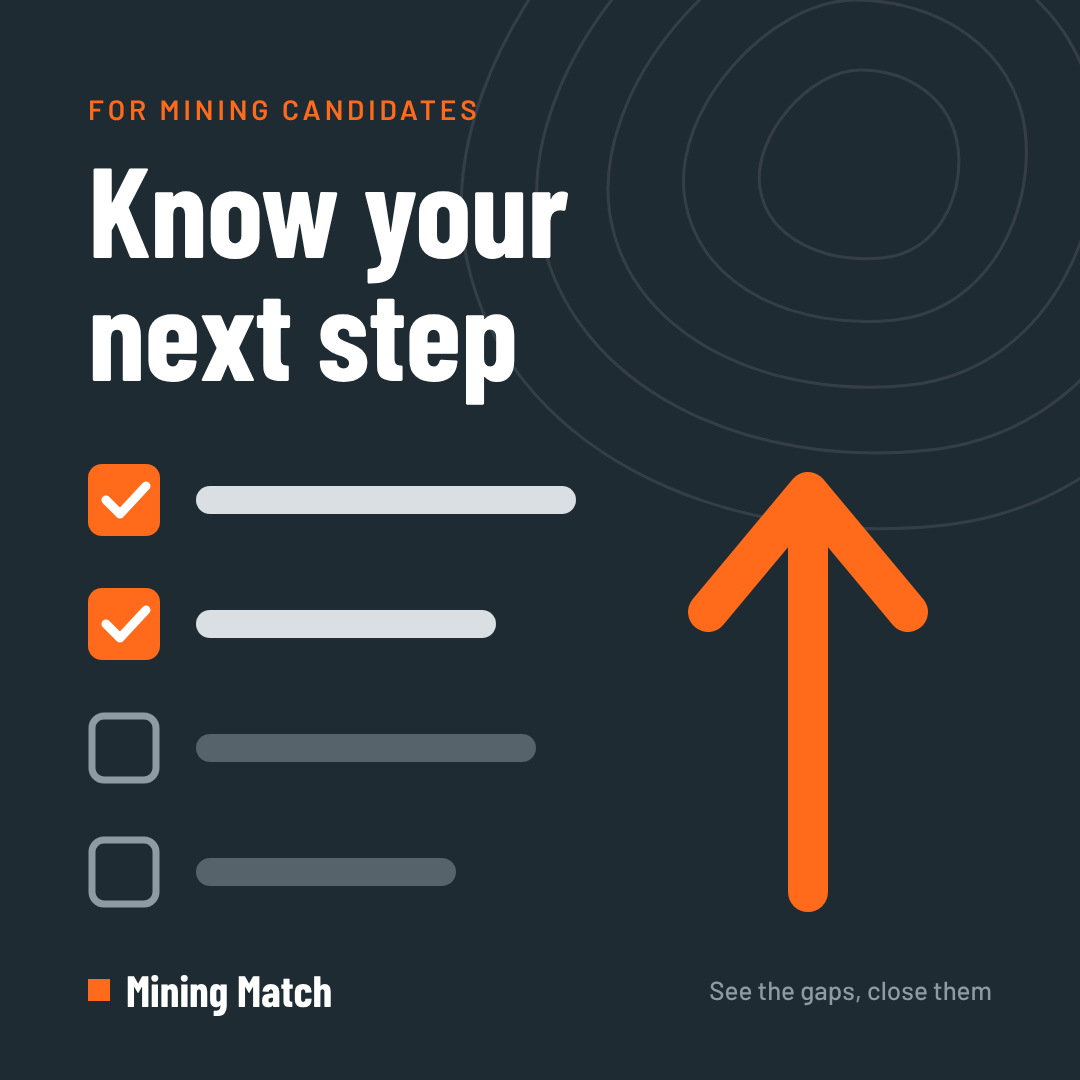 FOR MINING CANDIDATES
Know your
next step
Mining Match
See the gaps, close them